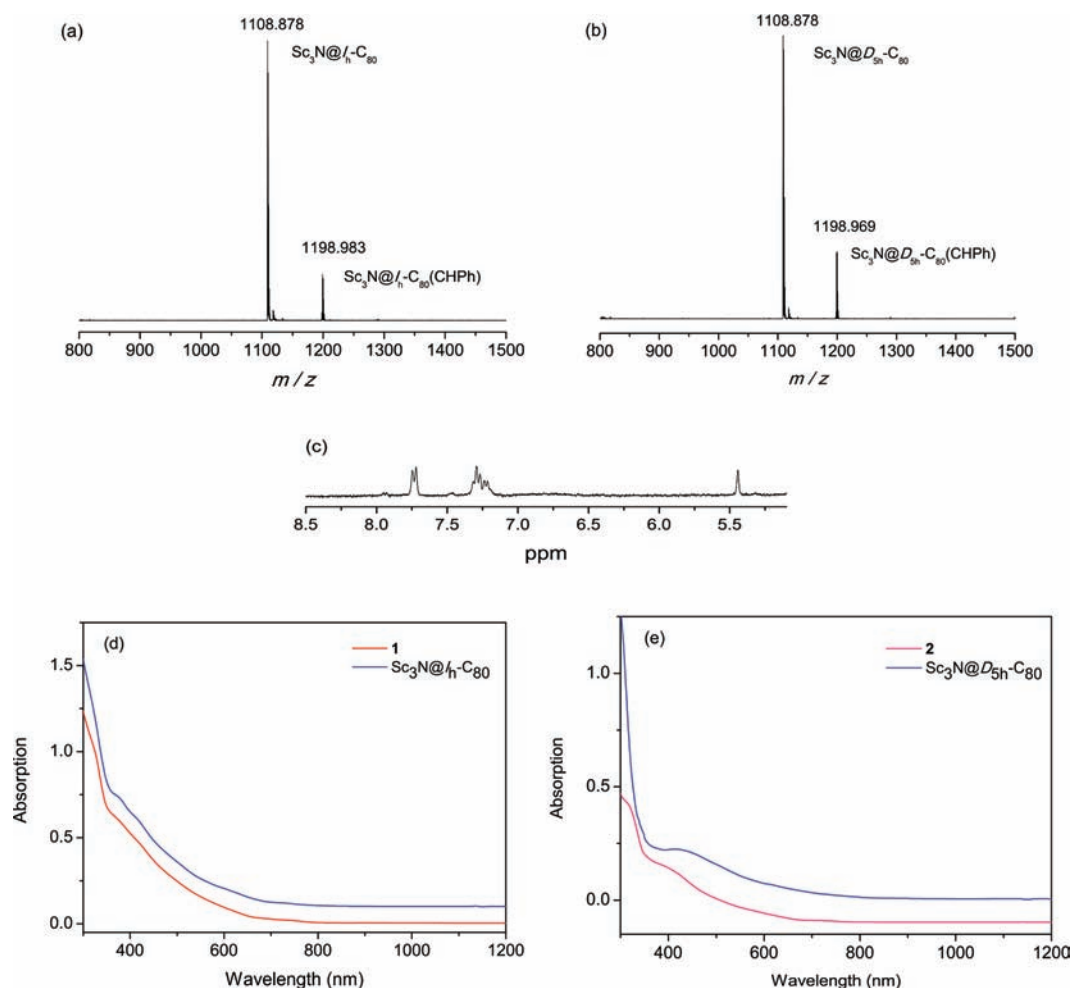 (a)
1108.878
Sc₃N@Iₕ-C₈₀
1198.983
Sc₃N@Iₕ-C₈₀(CHPh)
800 900 1000 1100 1200 1300 1400 1500
m / z
(b)
1108.878
Sc₃N@D₅ₕ-C₈₀
1198.969
Sc₃N@D₅ₕ-C₈₀(CHPh)
800 900 1000 1100 1200 1300 1400 1500
m / z
(c)
8.5 8.0 7.5 7.0 6.5 6.0 5.5
ppm
(d)
1
Sc₃N@Iₕ-C₈₀
1.5
1.0
0.5
0.0
Absorption
400 600 800 1000 1200
Wavelength (nm)
(e)
2
Sc₃N@D₅ₕ-C₈₀
1.0
0.5
0.0
Absorption
400 600 800 1000 1200
Wavelength (nm)